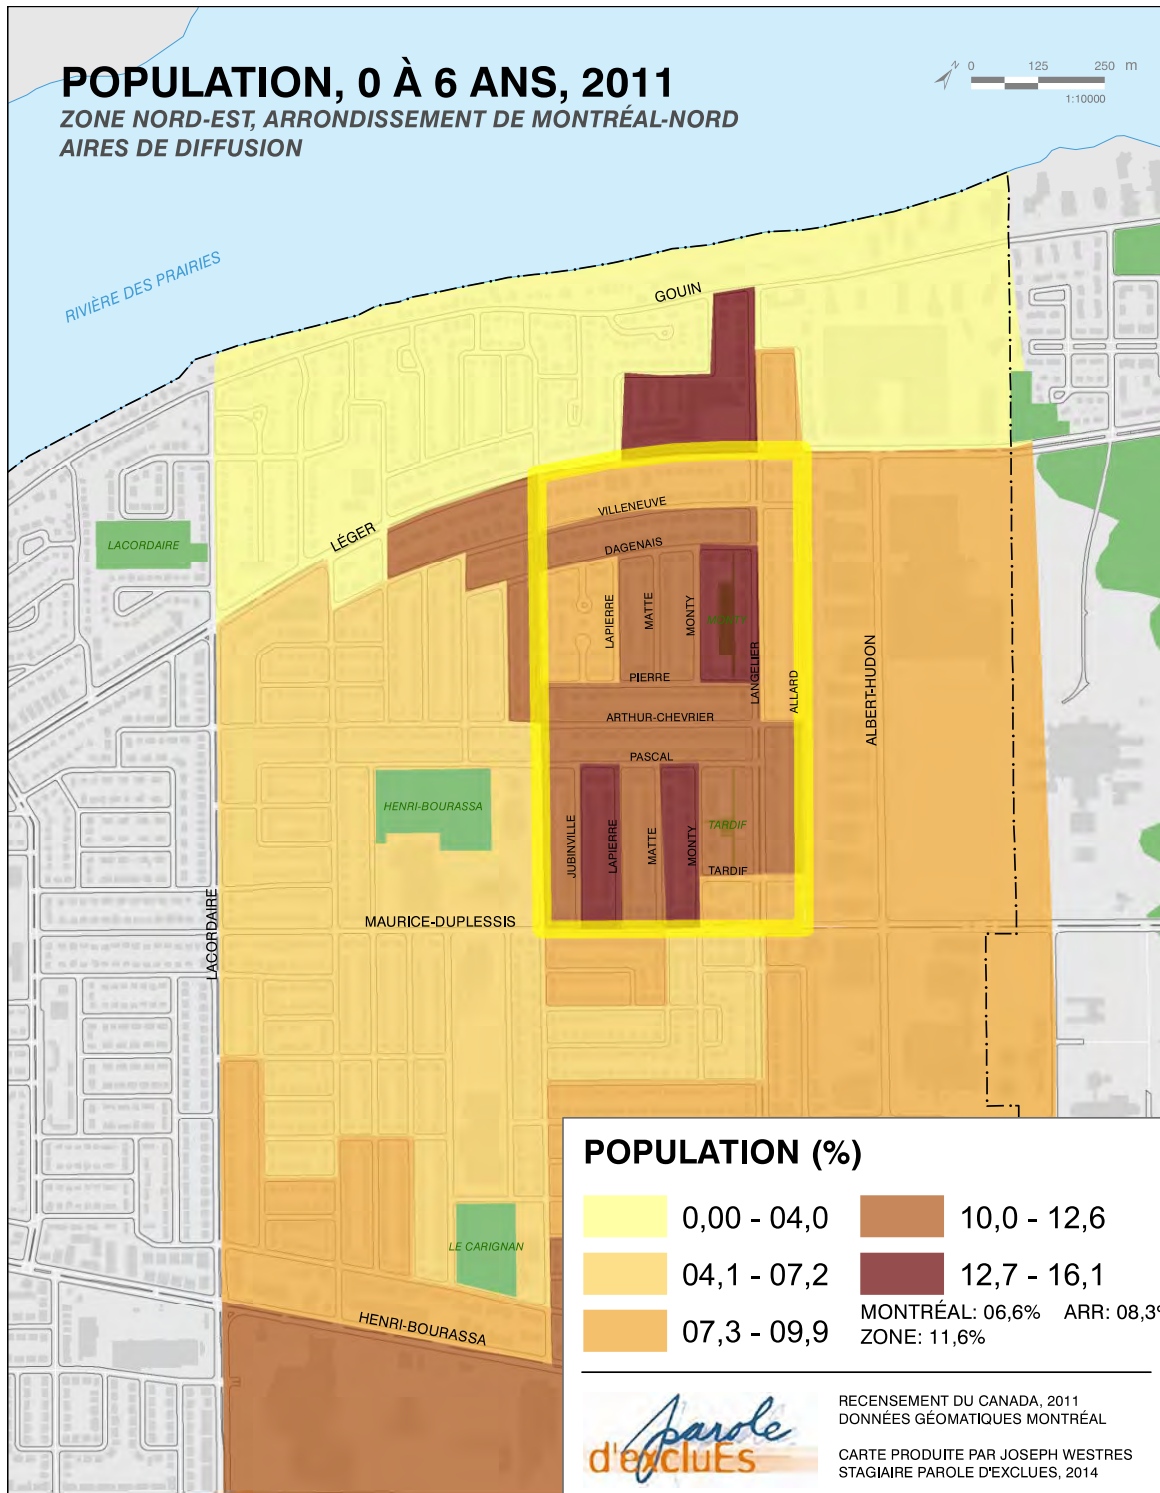 POPULATION, 0 À 6 ANS, 2011
ZONE NORD-EST, ARRONDISSEMENT DE MONTRÉAL-NORD
AIRES DE DIFFUSION
N 0 125 250 m
1:10000
RIVIÈRE DES PRAIRIES
GOUIN
VILLENEUVE
LÉGER
LACORDAIRE
DAGENAIS
LAPIERRE
MATTE
MONTY
MONTY
LANGELIER
ALLARD
ALBERT-HUDON
PIERRE
ARTHUR-CHEVRIER
PASCAL
HENRI-BOURASSA
JUBINVILLE
LAPIERRE
MATTE
MONTY
TARDIF
TARDIF
LACORDAIRE
MAURICE-DUPLESSIS
LE CARIGNAN
HENRI-BOURASSA
POPULATION (%)
0,00 - 04,0
04,1 - 07,2
07,3 - 09,9
10,0 - 12,6
12,7 - 16,1
MONTRÉAL: 06,6% ARR: 08,3%
ZONE: 11,6%
parole
d'excluEs
RECENSEMENT DU CANADA, 2011
DONNÉES GÉOMATIQUES MONTRÉAL
CARTE PRODUITE PAR JOSEPH WESTRES
STAGIAIRE PAROLE D'EXCLUES, 2014